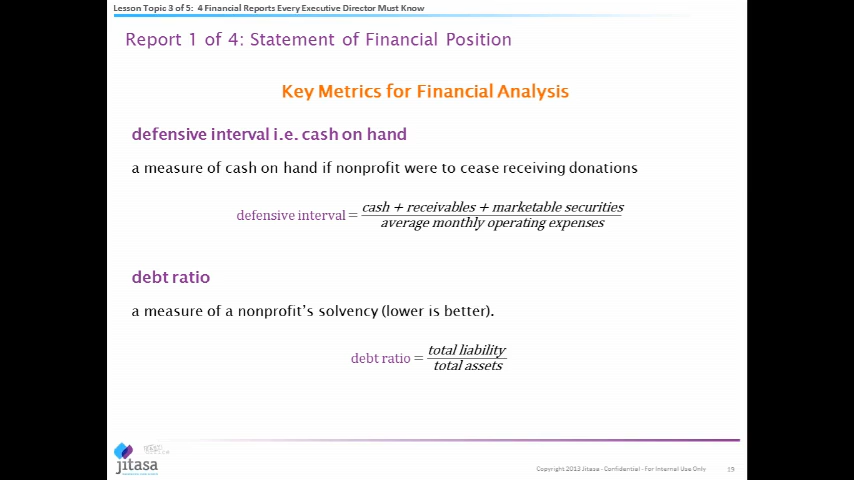 Lesson Topic 3 of 5: 4 Financial Reports Every Executive Director Must Know
Report 1 of 4: Statement of Financial Position
Key Metrics for Financial Analysis
defensive interval i.e. cash on hand
a measure of cash on hand if nonprofit were to cease receiving donations
defensive interval = cash + receivables + marketable securities
average monthly operating expenses
debt ratio
a measure of a nonprofit's solvency (lower is better).
debt ratio = total liability
total assets
jitasa
Copyright 2013 Jitasa - Confidential - For Internal Use Only 19